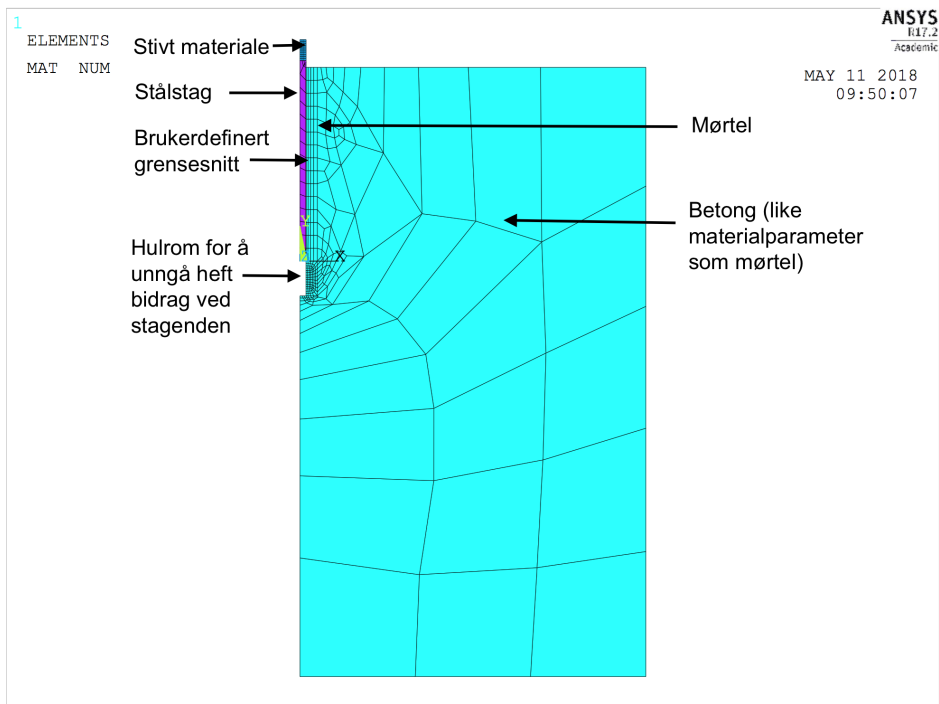 1
ELEMENTS
MAT NUM
ANSYS
R17.2
Academic
MAY 11 2018
09:50:07
Stivt materiale
Stålstag
Brukerdefinert
grensesnitt
Hulrom for å
unngå heft
bidrag ved
stagenden
Mørtel
Betong (like
materialparameter
som mørtel)
Y
X